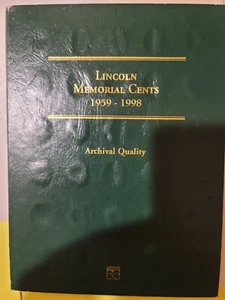 LINCOLN
MEMORIAL CENTS
1959 - 1998
Archival Quality